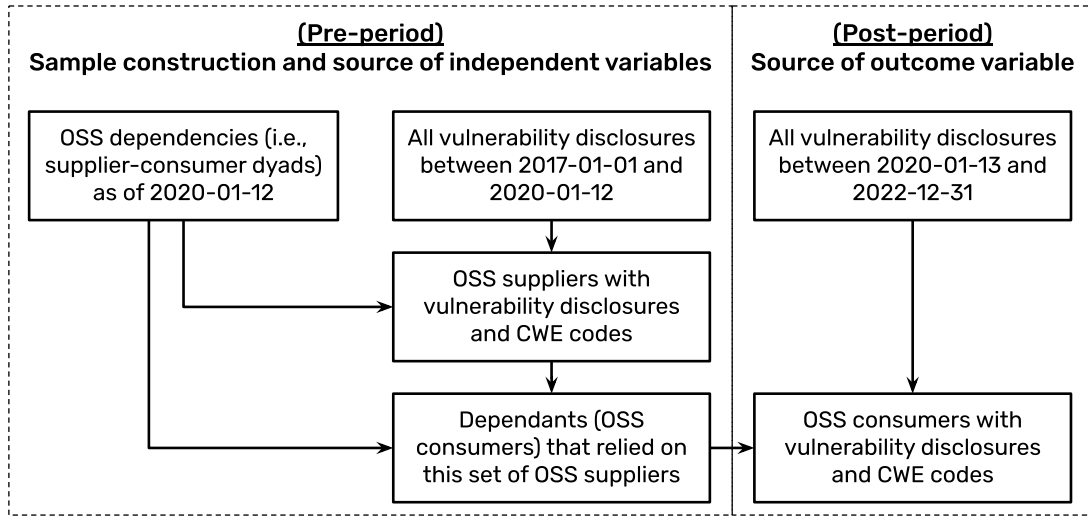 (Pre-period)
Sample construction and source of independent variables
OSS dependencies (i.e.,
supplier-consumer dyads)
as of 2020-01-12
All vulnerability disclosures
between 2017-01-01 and
2020-01-12
OSS suppliers with
vulnerability disclosures
and CWE codes
Dependants (OSS
consumers) that relied on
this set of OSS suppliers
(Post-period)
Source of outcome variable
All vulnerability disclosures
between 2020-01-13 and
2022-12-31
OSS consumers with
vulnerability disclosures
and CWE codes